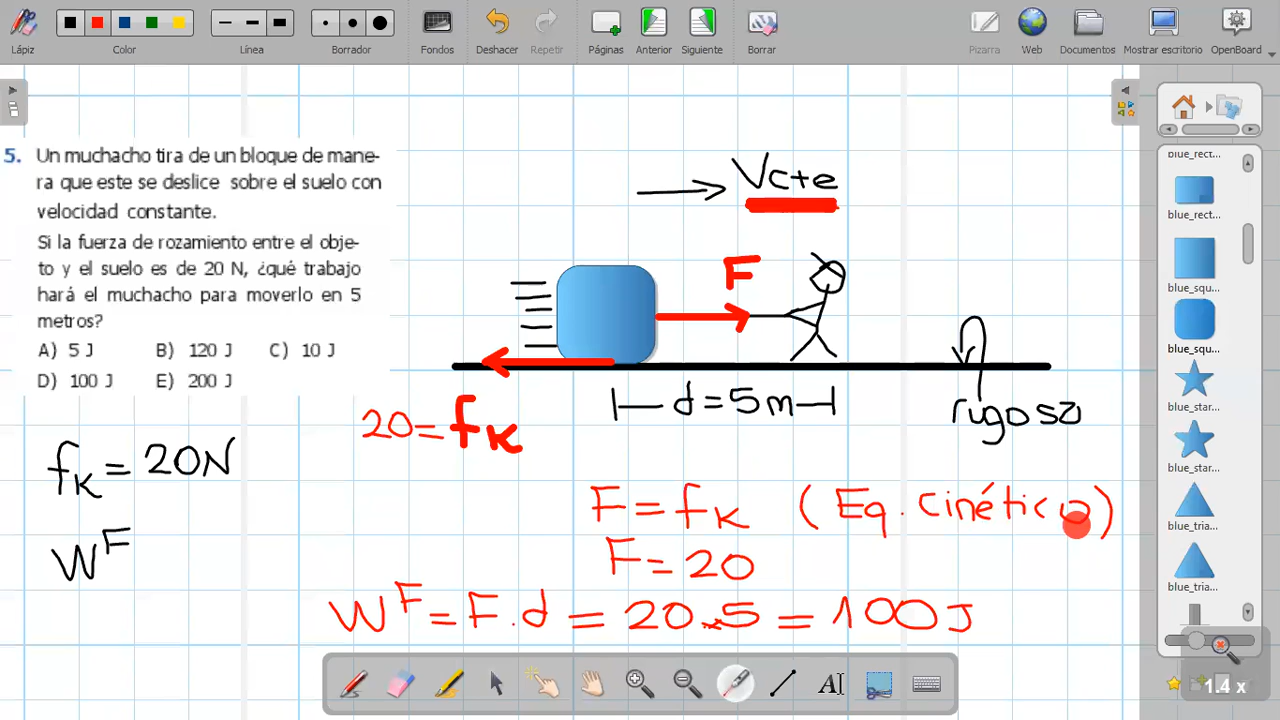 Lápiz
Color
Línea
Borrador
Fondos
Deshacer
Repetir
Páginas
Anterior
Siguiente
Borrar
Pizarra
Web
Documentos
Mostrar escritorio
OpenBoard
5. Un muchacho tira de un bloque de mane-
ra que este se deslice sobre el suelo con
velocidad constante.
Si la fuerza de rozamiento entre el obje-
to y el suelo es de 20 N, ¿qué trabajo
hará el muchacho para moverlo en 5
metros?
A) 5 J B) 120 J C) 10 J
D) 100 J E) 200 J
Vcte
F
d = 5m
rugosa
20 = fK
fK = 20N
W^F
F = fK (Eq. cinético)
F = 20
W^F = F.d = 20.5 = 100J
blue_rect...
blue_rect...
blue_squ...
blue_squ...
blue_star...
blue_star...
blue_tria...
blue_tria...
1.4 x
AI